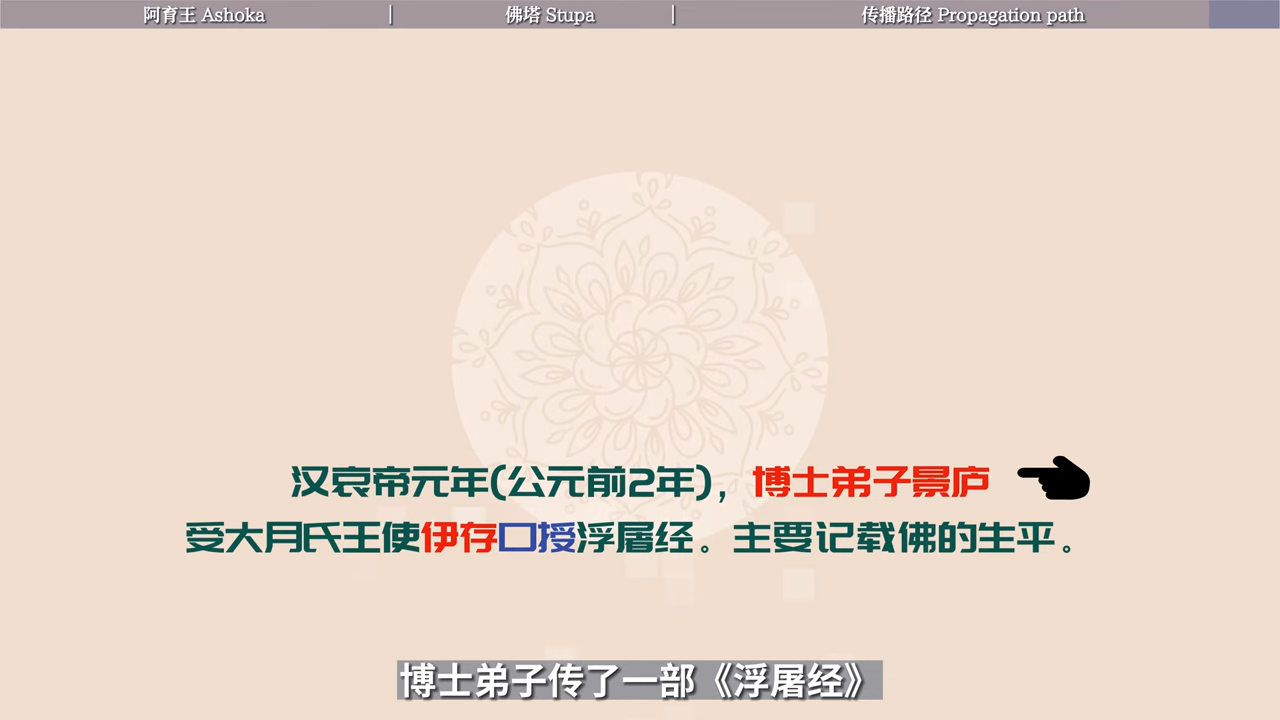 阿育王 Ashoka | 佛塔 Stupa | 传播路径 Propagation path
汉哀帝元年(公元前2年)，博士弟子景庐
受大月氏王使伊存口授浮屠经。主要记载佛的生平。
博士弟子传了一部《浮屠经》